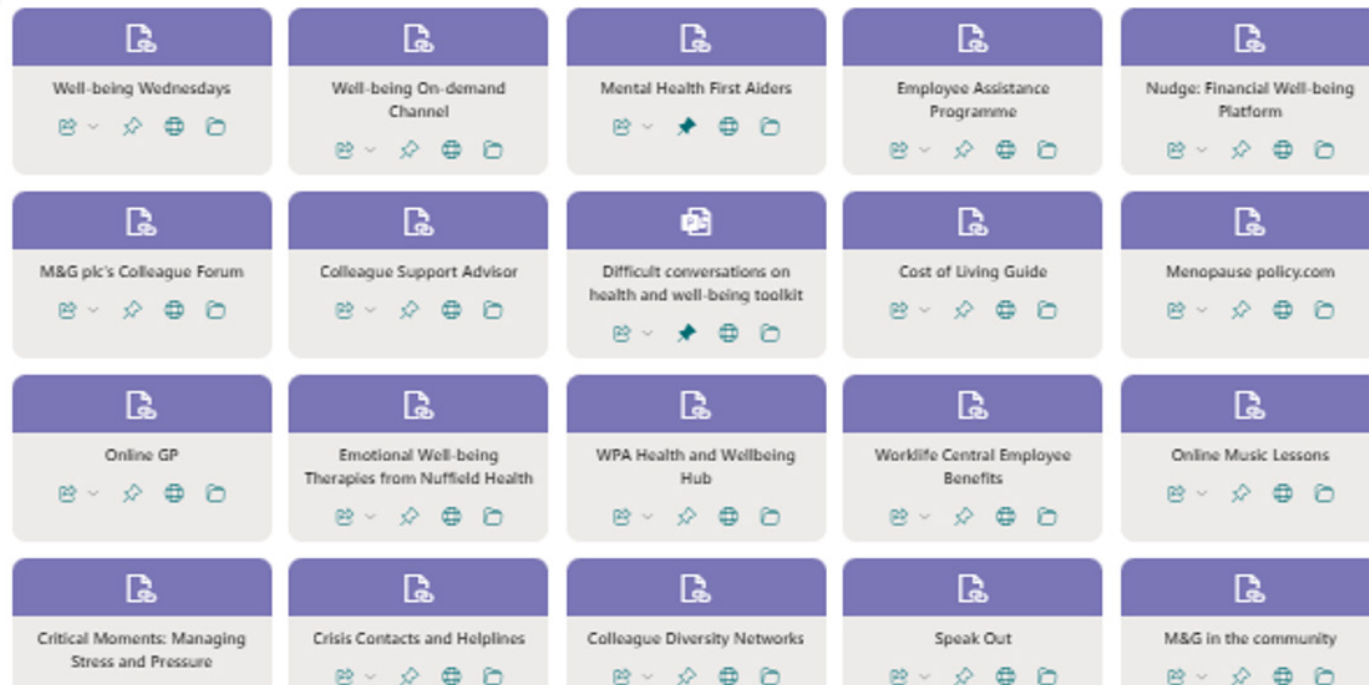 Well-being Wednesdays
Well-being On-demand
Channel
Mental Health First Aiders
Employee Assistance
Programme
Nudge: Financial Well-being
Platform
M&G plc's Colleague Forum
Colleague Support Advisor
Difficult conversations on
health and well-being toolkit
Cost of Living Guide
Menopause policy.com
Online GP
Emotional Well-being
Therapies from Nuffield Health
WPA Health and Wellbeing
Hub
Worklife Central Employee
Benefits
Online Music Lessons
Critical Moments: Managing
Stress and Pressure
Crisis Contacts and Helplines
Colleague Diversity Networks
Speak Out
M&G in the community